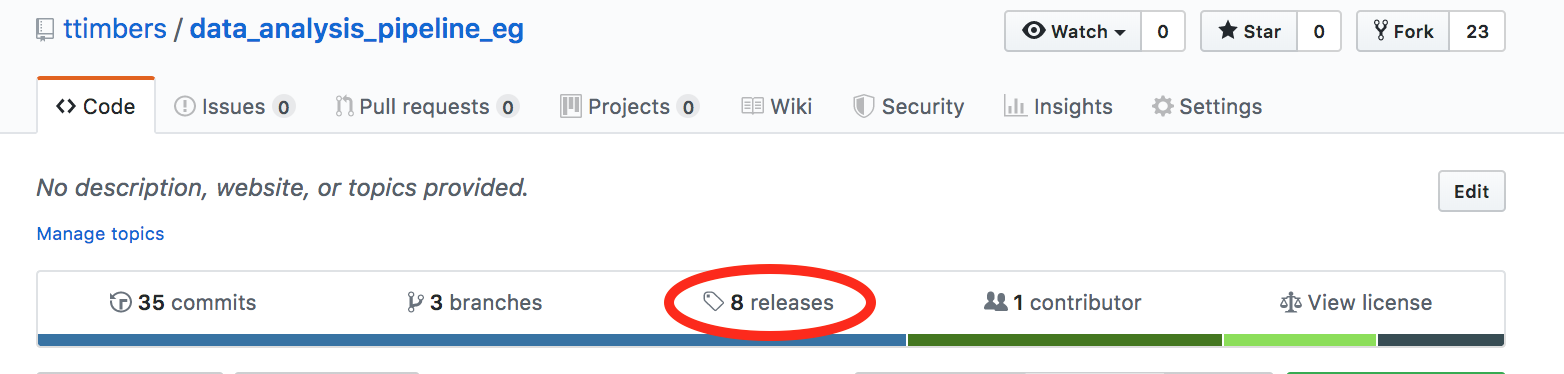 ttimbers / data_analysis_pipeline_eg
Watch 0 Star 0 Fork 23
Code Issues 0 Pull requests 0 Projects 0 Wiki Security Insights Settings
No description, website, or topics provided.
Edit
Manage topics
35 commits 3 branches 8 releases 1 contributor View license